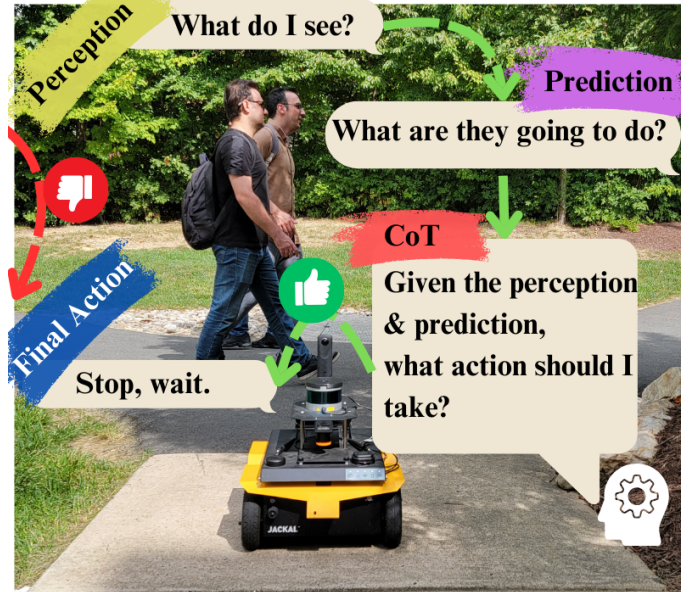 Perception
What do I see?
Prediction
What are they going to do?
CoT
Given the perception
& prediction,
what action should I
take?
Final Action
Stop, wait.
JACKAL